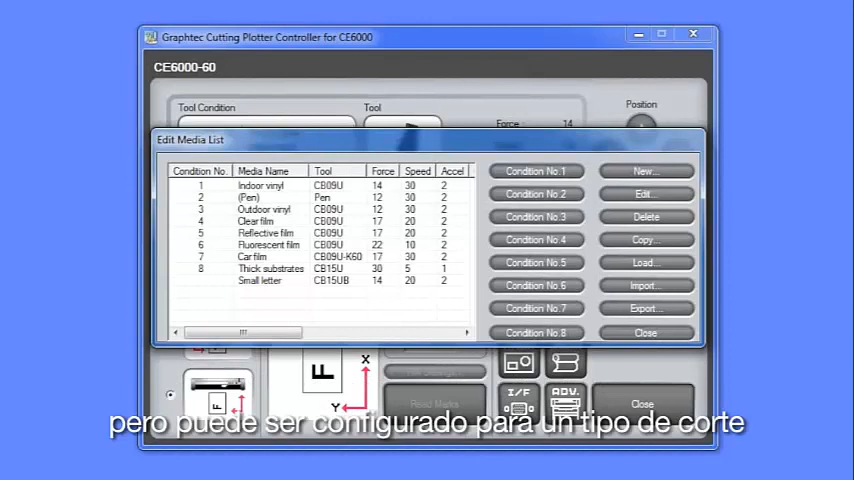 Graphtec Cutting Plotter Controller for CE6000
CE6000-60
Position
Tool Condition Tool
Force : 14
Edit Media List
Condition No. Media Name Tool Force Speed Accel
1 Indoor vinyl CB09U 14 30 2
2 (Pen) Pen 12 30 2
3 Outdoor vinyl CB09U 12 30 2
4 Clear film CB09U 17 20 2
5 Reflective film CB09U 17 20 2
6 Fluorescent film CB09U 22 10 2
7 Car film CB09U-K60 17 30 2
8 Thick substrates CB15U 30 5 1
Small letter CB15UB 14 20 2
Condition No.1 New...
Condition No.2 Edit...
Condition No.3 Delete
Condition No.4 Copy...
Condition No.5 Load...
Condition No.6 Import...
Condition No.7 Export...
Condition No.8 Close
F X
Y
F
I/F ADV.
Read Marks
Close
pero puede ser configurado para un tipo de corte